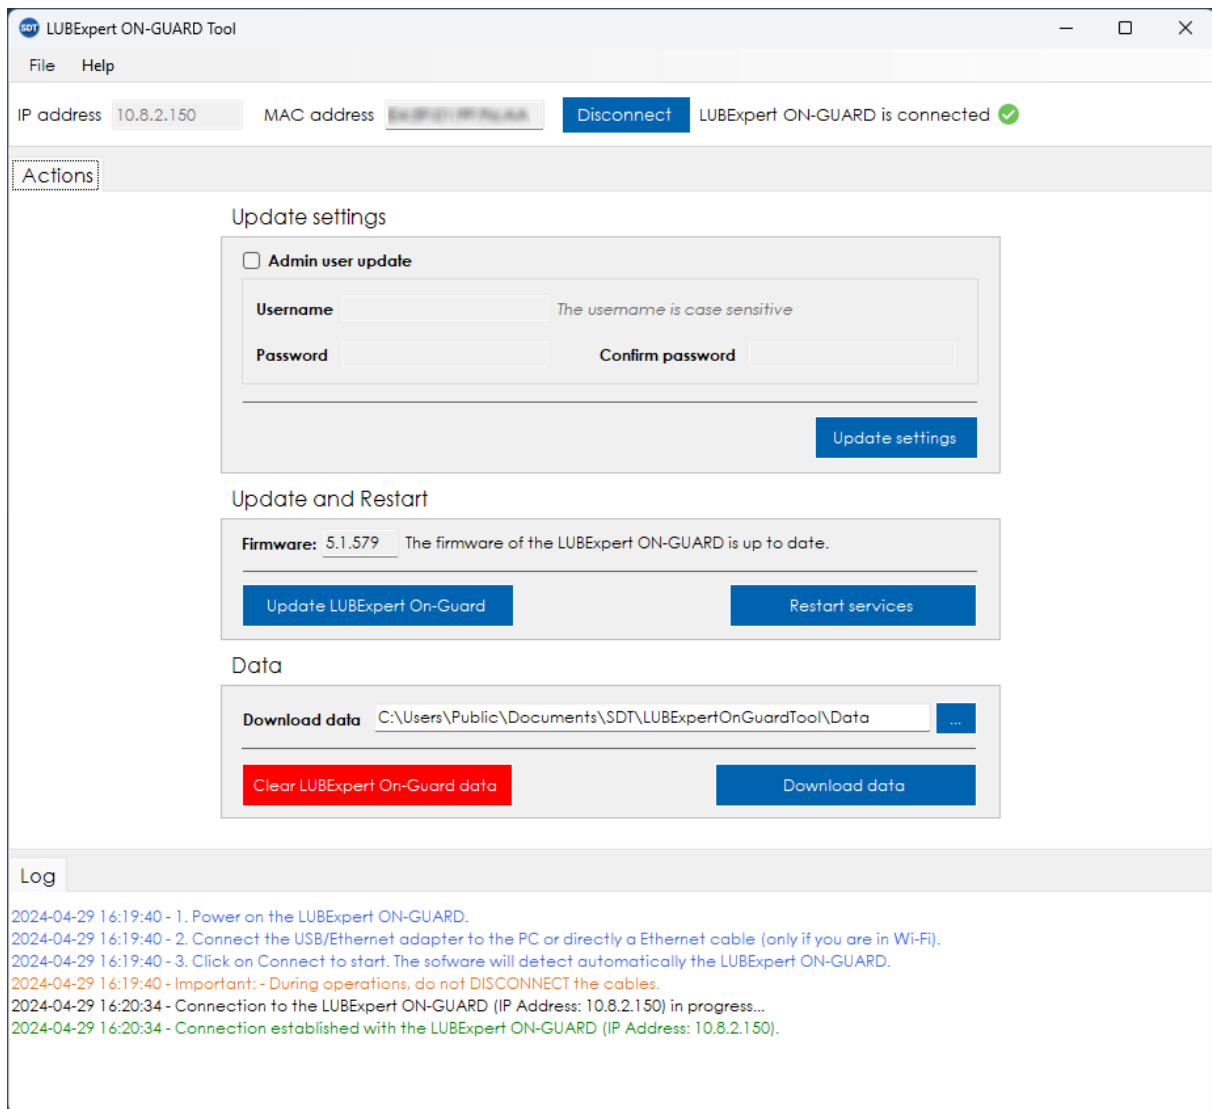 SDT LUBExpert ON-GUARD Tool
File Help
IP address 10.8.2.150 MAC address Disconnect LUBExpert ON-GUARD is connected
Actions
Update settings
Admin user update
Username The username is case sensitive
Password Confirm password
Update settings
Update and Restart
Firmware: 5.1.579 The firmware of the LUBExpert ON-GUARD is up to date.
Update LUBExpert On-Guard Restart services
Data
Download data C:\Users\Public\Documents\SDT\LUBExpertOnGuardTool\Data ...
Clear LUBExpert On-Guard data Download data
Log
2024-04-29 16:19:40 - 1. Power on the LUBExpert ON-GUARD.
2024-04-29 16:19:40 - 2. Connect the USB/Ethernet adapter to the PC or directly a Ethernet cable (only if you are in Wi-Fi).
2024-04-29 16:19:40 - 3. Click on Connect to start. The sofware will detect automatically the LUBExpert ON-GUARD.
2024-04-29 16:19:40 - Important: - During operations, do not DISCONNECT the cables.
2024-04-29 16:20:34 - Connection to the LUBExpert ON-GUARD (IP Address: 10.8.2.150) in progress...
2024-04-29 16:20:34 - Connection established with the LUBExpert ON-GUARD (IP Address: 10.8.2.150).